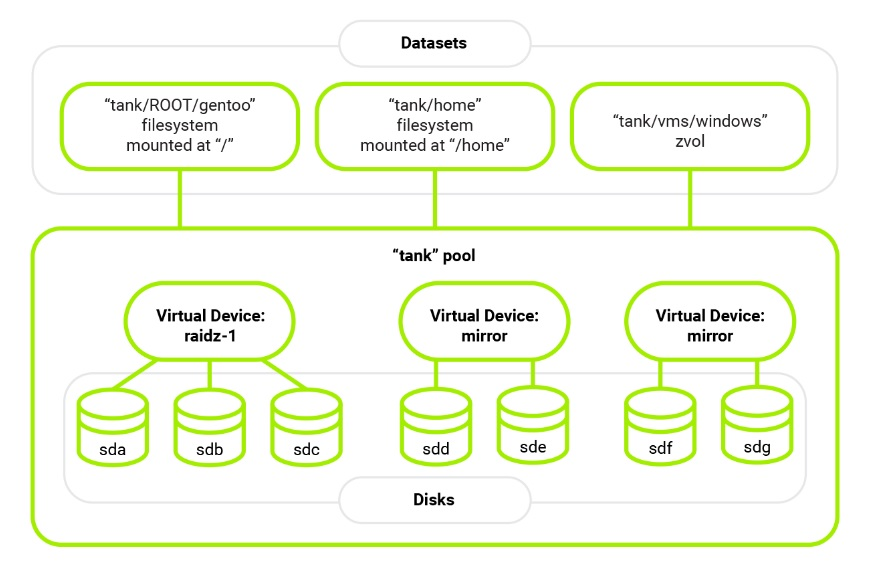 Datasets
“tank/ROOT/gentoo”
filesystem
mounted at “/”
“tank/home”
filesystem
mounted at “/home”
“tank/vms/windows”
zvol
“tank” pool
Virtual Device:
raidz-1
Virtual Device:
mirror
Virtual Device:
mirror
sda
sdb
sdc
sdd
sde
sdf
sdg
Disks